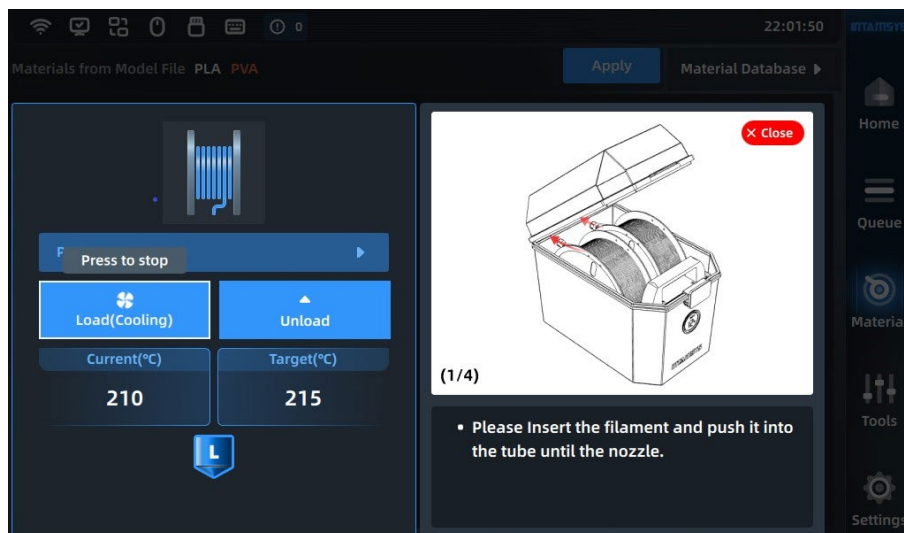 0
22:01:50
Materials from Model File PLA PVA
Apply
Material Database
Press to stop
Load(Cooling)
Unload
Current(°C)
Target(°C)
210
215
L
× Close
(1/4)
• Please Insert the filament and push it into
the tube until the nozzle.
Home
Queue
Material
Tools
Settings